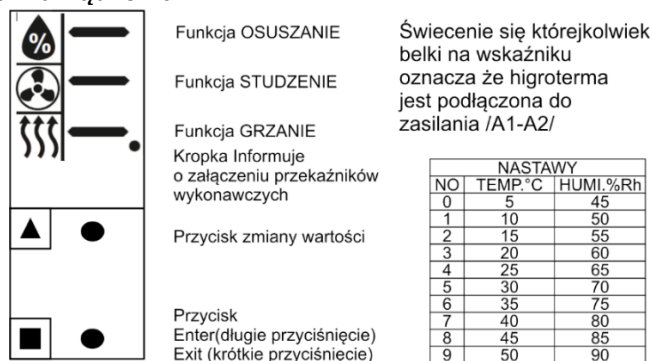 %
Funkcja OSUSZANIE
Funkcja STUDZENIE
Funkcja GRZANIE
Kropka Informuje
o załączeniu przekaźników
wykonawczych
Przycisk zmiany wartości
Przycisk
Enter(długie przyciśnięcie)
Exit (krótkie przyciśnięcie)
Świecenie się którejkolwiek
belki na wskaźniku
oznacza że higroterma
jest podłączona do
zasilania /A1-A2/
NASTAWY
NO TEMP.°C HUMI.%Rh
0 5 45
1 10 50
2 15 55
3 20 60
4 25 65
5 30 70
6 35 75
7 40 80
8 45 85
9 50 90